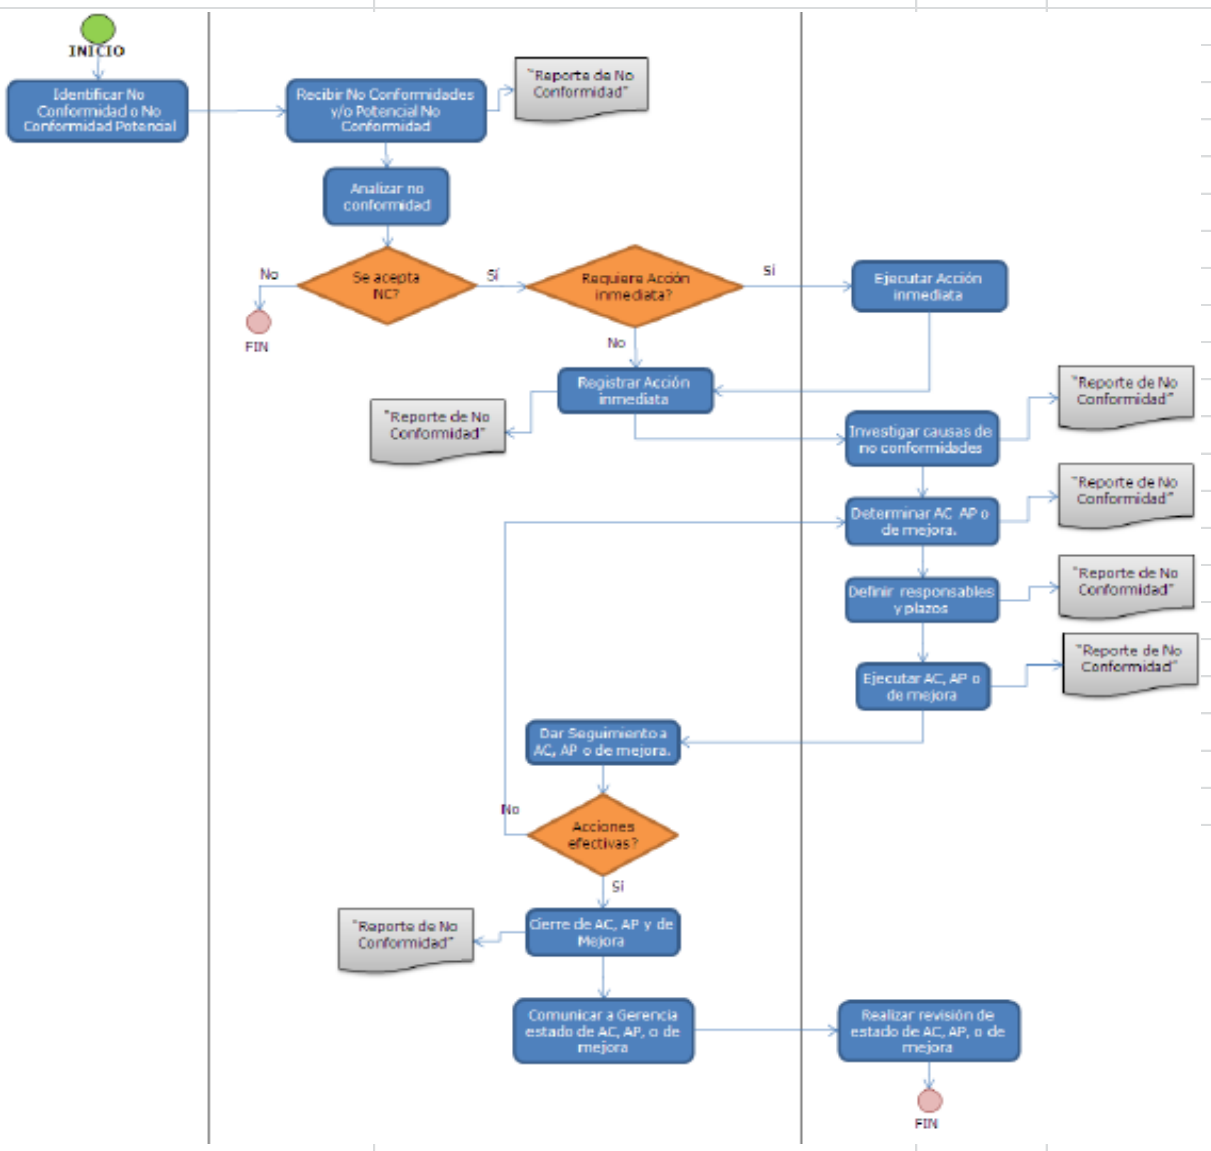 INICIO
Identificar No
Conformidad o No
Conformidad Potencial
Recibir No Conformidades
y/o Potencial No
Conformidad
"Reporte de No
Conformidad"
Analizar no
conformidad
Se acepta
NC?
No
FIN
Sí
Requiere Acción
inmediata?
Sí
Ejecutar Acción
inmediata
No
Registrar Acción
inmediata
"Reporte de No
Conformidad"
Investigar causas de
no conformidades
"Reporte de No
Conformidad"
Determinar AC AP o
de mejora.
"Reporte de No
Conformidad"
Definir responsables
y plazos
"Reporte de No
Conformidad"
Ejecutar AC, AP o
de mejora
"Reporte de No
Conformidad"
Dar Seguimiento a
AC, AP o de mejora.
Acciones
efectivas?
No
Sí
Cierre de AC, AP y de
Mejora
"Reporte de No
Conformidad"
Comunicar a Gerencia
estado de AC, AP, o de
mejora
Realizar revisión de
estado de AC, AP, o de
mejora
FIN